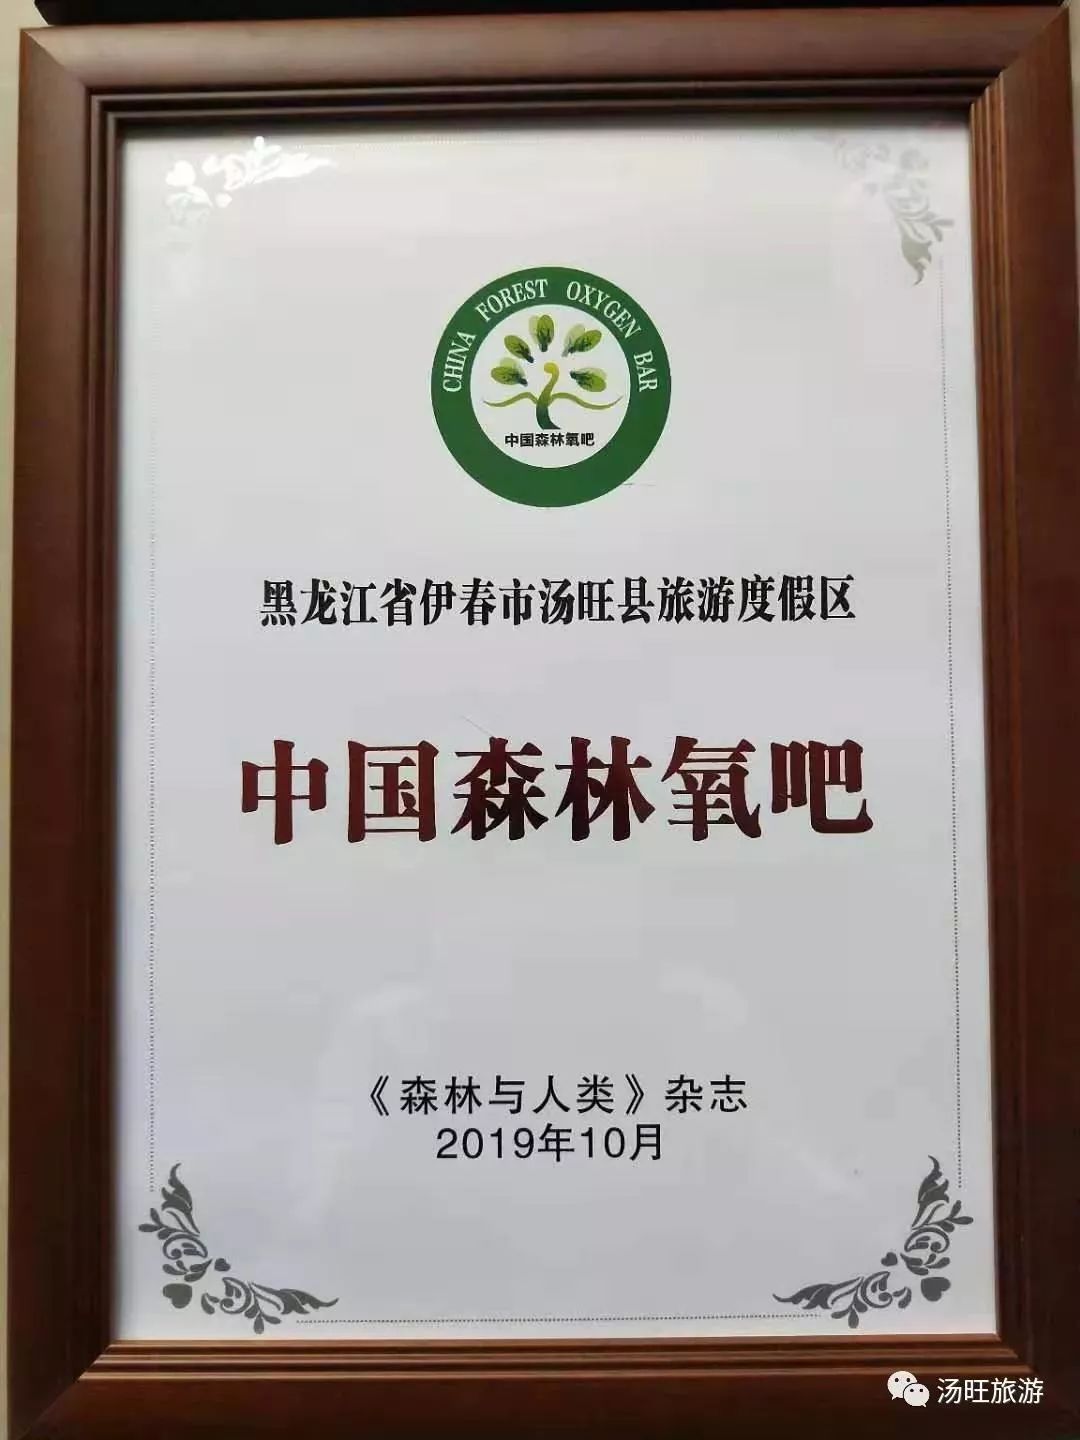 CHINA FOREST OXYGEN BAR
中国森林氧吧
黑龙江省伊春市汤旺县旅游度假区
中国森林氧吧
《森林与人类》杂志
2019年10月
汤旺旅游